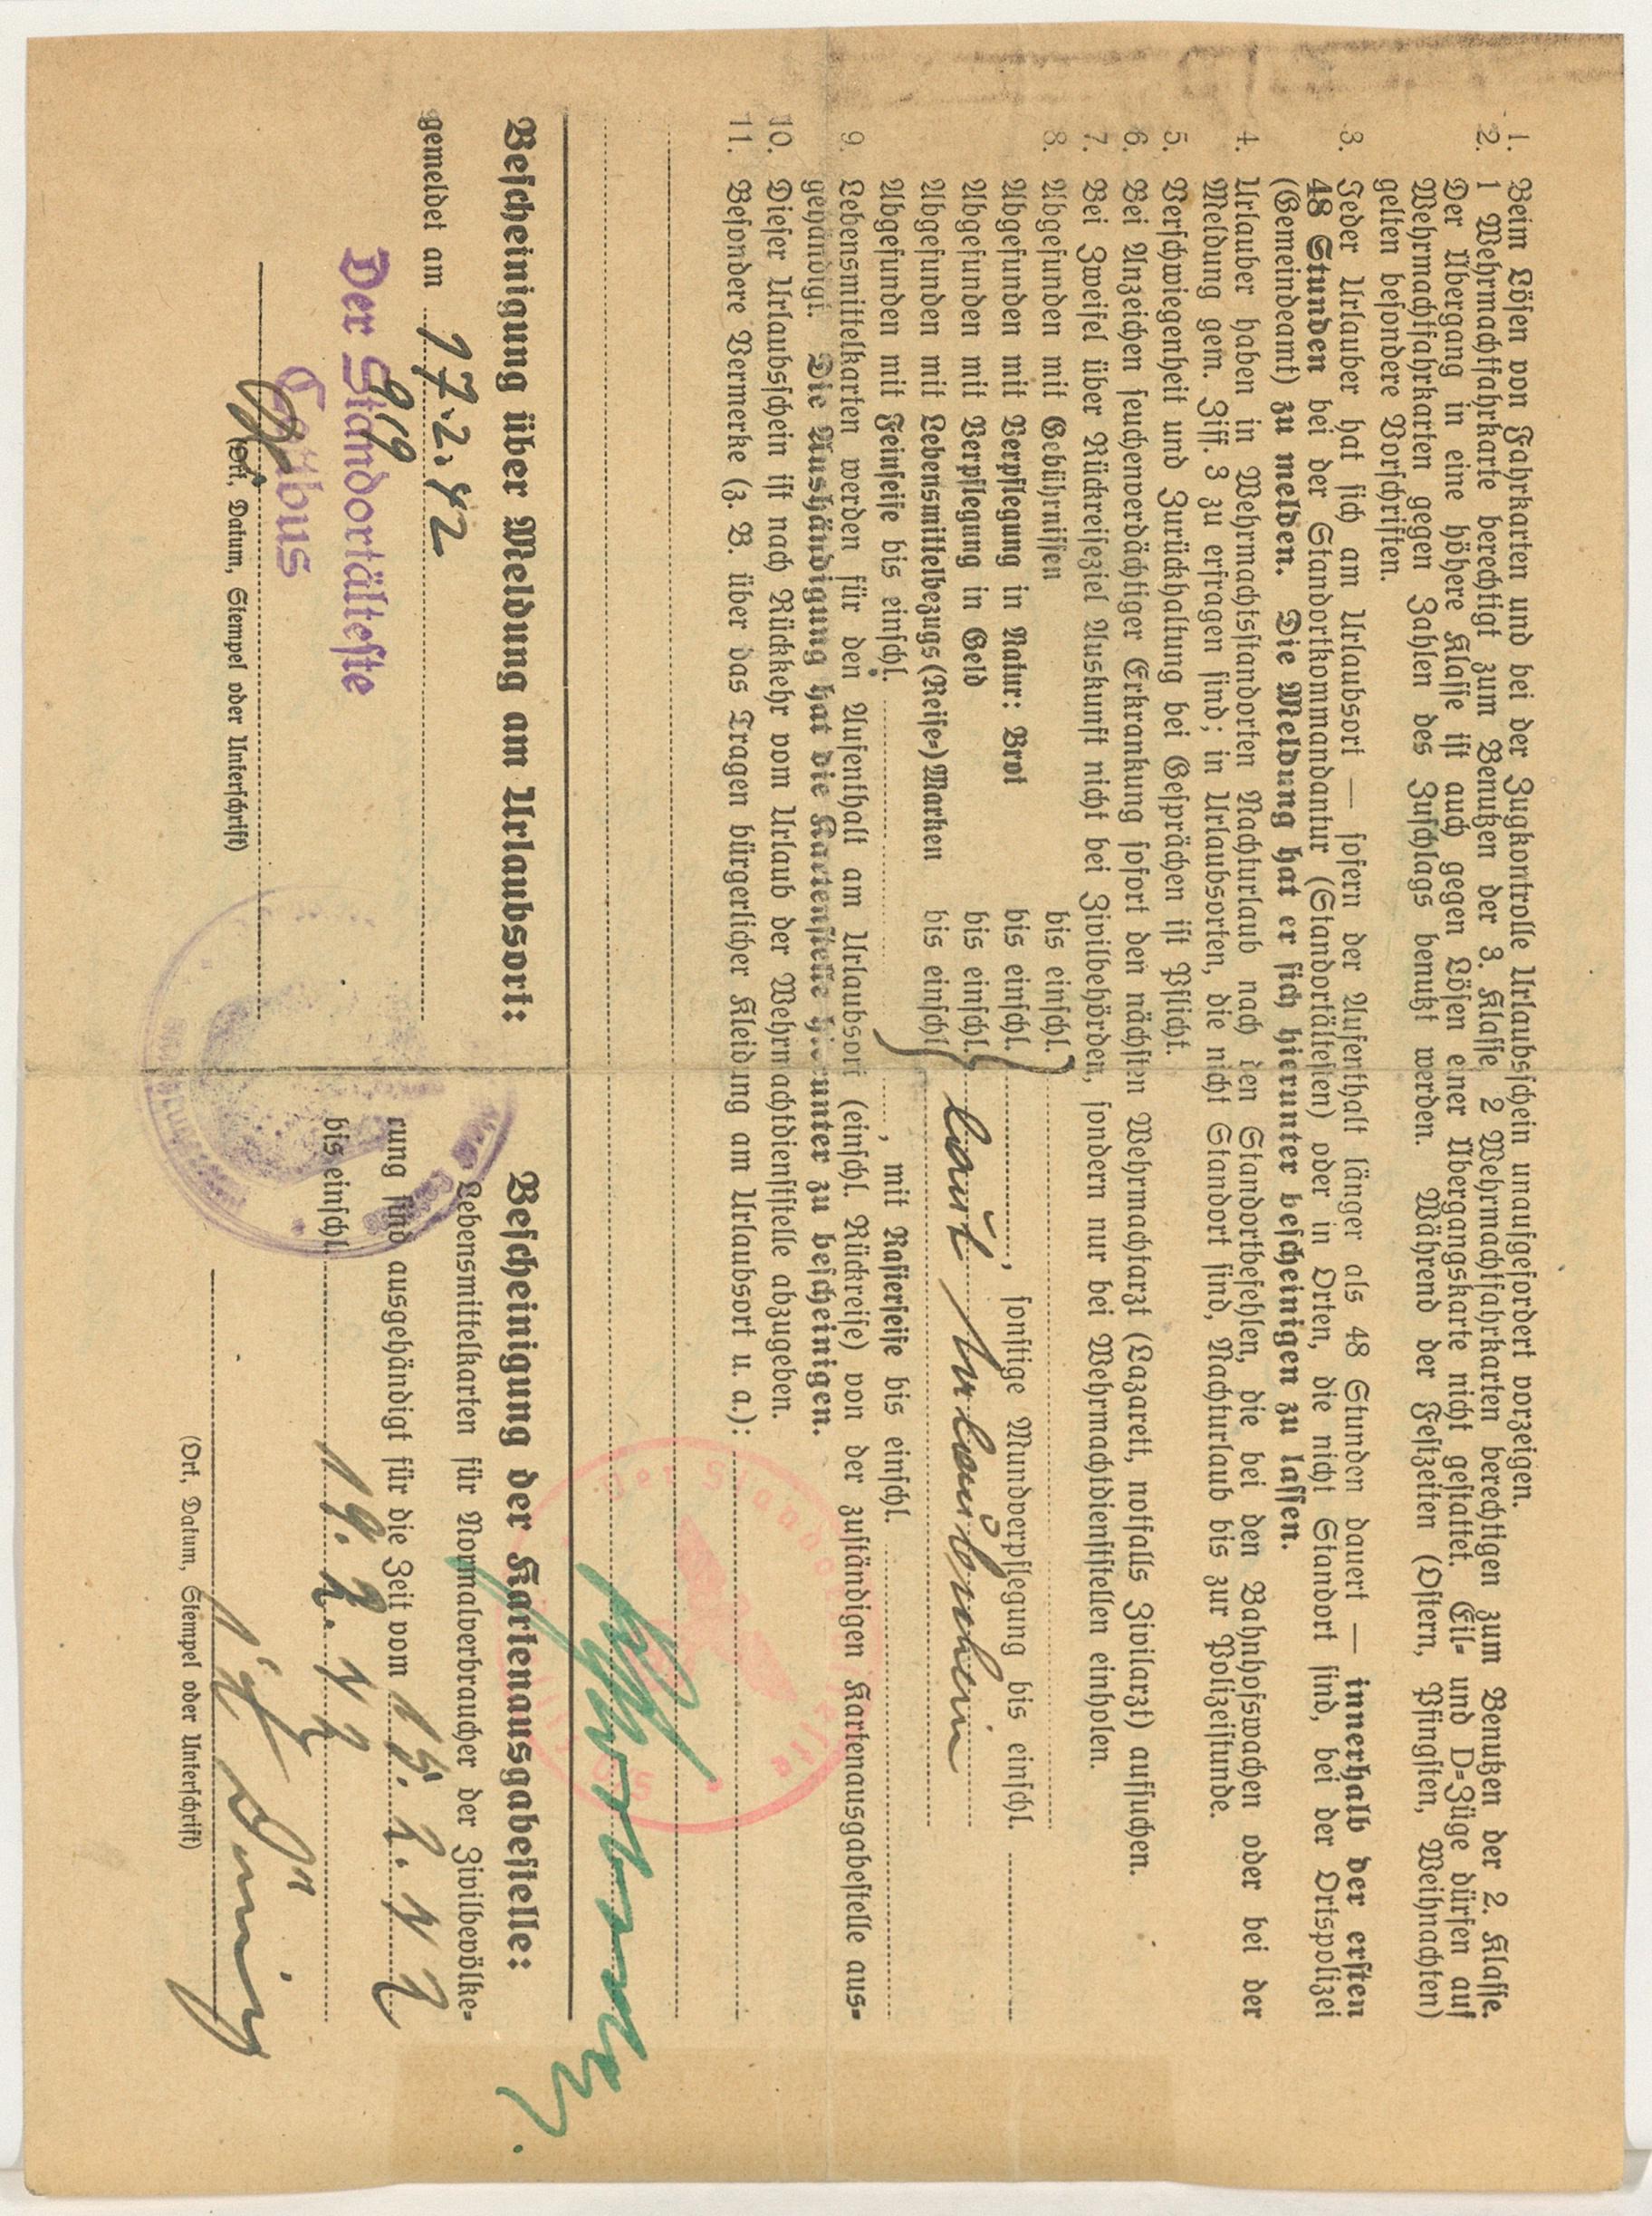 1. Beim Lösen von Fahrkarten und bei der Zugkontrolle Urlaubsschein unaufgefordert vorzeigen.
2. 1 Wehrmachtfahrkarte berechtigt zum Benutzen der 3. Klasse, 2 Wehrmachtfahrkarten berechtigen zum Benutzen der 2. Klasse.
Der Übergang in eine höhere Klasse ist auch gegen Lösen einer Übergangskarte nicht gestattet. Eil- und D-Züge dürfen auf
Wehrmachtfahrkarten gegen Zahlen des Zuschlags benutzt werden. Während der Festzeiten (Ostern, Pfingsten, Weihnachten)
gelten besondere Vorschriften.
3. Jeder Urlauber hat sich am Urlaubsort — sofern der Aufenthalt länger als 48 Stunden dauert — innerhalb der ersten
48 Stunden bei der Standortkommandantur (Standortältesten) oder in Orten, die nicht Standort sind, bei der Ortspolizei
(Gemeindeamt) zu melden. Die Meldung hat er sich hierunter bescheinigen zu lassen.
4. Urlauber haben in Wehrmachtsstandorten Nachturlaub nach den Standortbefehlen, die bei den Bahnhofswachen oder bei der
Meldung gem. Ziff. 3 zu erfragen sind; in Urlaubsorten, die nicht Standort sind, Nachturlaub bis zur Polizeistunde.
5. Verschwiegenheit und Zurückhaltung bei Gesprächen ist Pflicht.
6. Bei Anzeichen seuchenverdächtiger Erkrankung sofort den nächsten Wehrmachtarzt (Lazarett, notfalls Zivilarzt) aufsuchen.
7. Bei Zweifel über Rückreiseziel Auskunft nicht bei Zivilbehörden, sondern nur bei Wehrmachtdienststellen einholen.
8. Abgefunden mit Gebührnissen bis einschl.
Abgefunden mit Verpflegung in Natur: Brot bis einschl. , sonstige Mundverpflegung bis einschl.
Abgefunden mit Verpflegung in Geld bis einschl.
Abgefunden mit Lebensmittelbezugs(Reise-)Marken bis einschl. laut Urlaubschein
Abgefunden mit Feinseife bis einschl. , mit Rasierseife bis einschl.
9. Lebensmittelkarten werden für den Aufenthalt am Urlaubsort (einschl. Rückreise) von der zuständigen Kartenausgabestelle aus-
gehändigt. Die Aushändigung hat die Kartenstelle hierunter zu bescheinigen.
10. Dieser Urlaubsschein ist nach Rückkehr vom Urlaub der Wehrmachtdienststelle abzugeben.
11. Besondere Vermerke (z. B. über das Tragen bürgerlicher Kleidung am Urlaubsort u. a.):
Der Standortälteste
Bescheinigung über Meldung am Urlaubsort:
gemeldet am 17.2.42
Der Standortälteste
(Ort, Datum, Stempel oder Unterschrift)
Bescheinigung der Kartenausgabestelle:
Lebensmittelkarten für Normalverbraucher der Zivilbevölke-
rung sind ausgehändigt für die Zeit vom 15. 2. 42
bis einschl. 19. 2. 42
(Ort, Datum, Stempel oder Unterschrift)